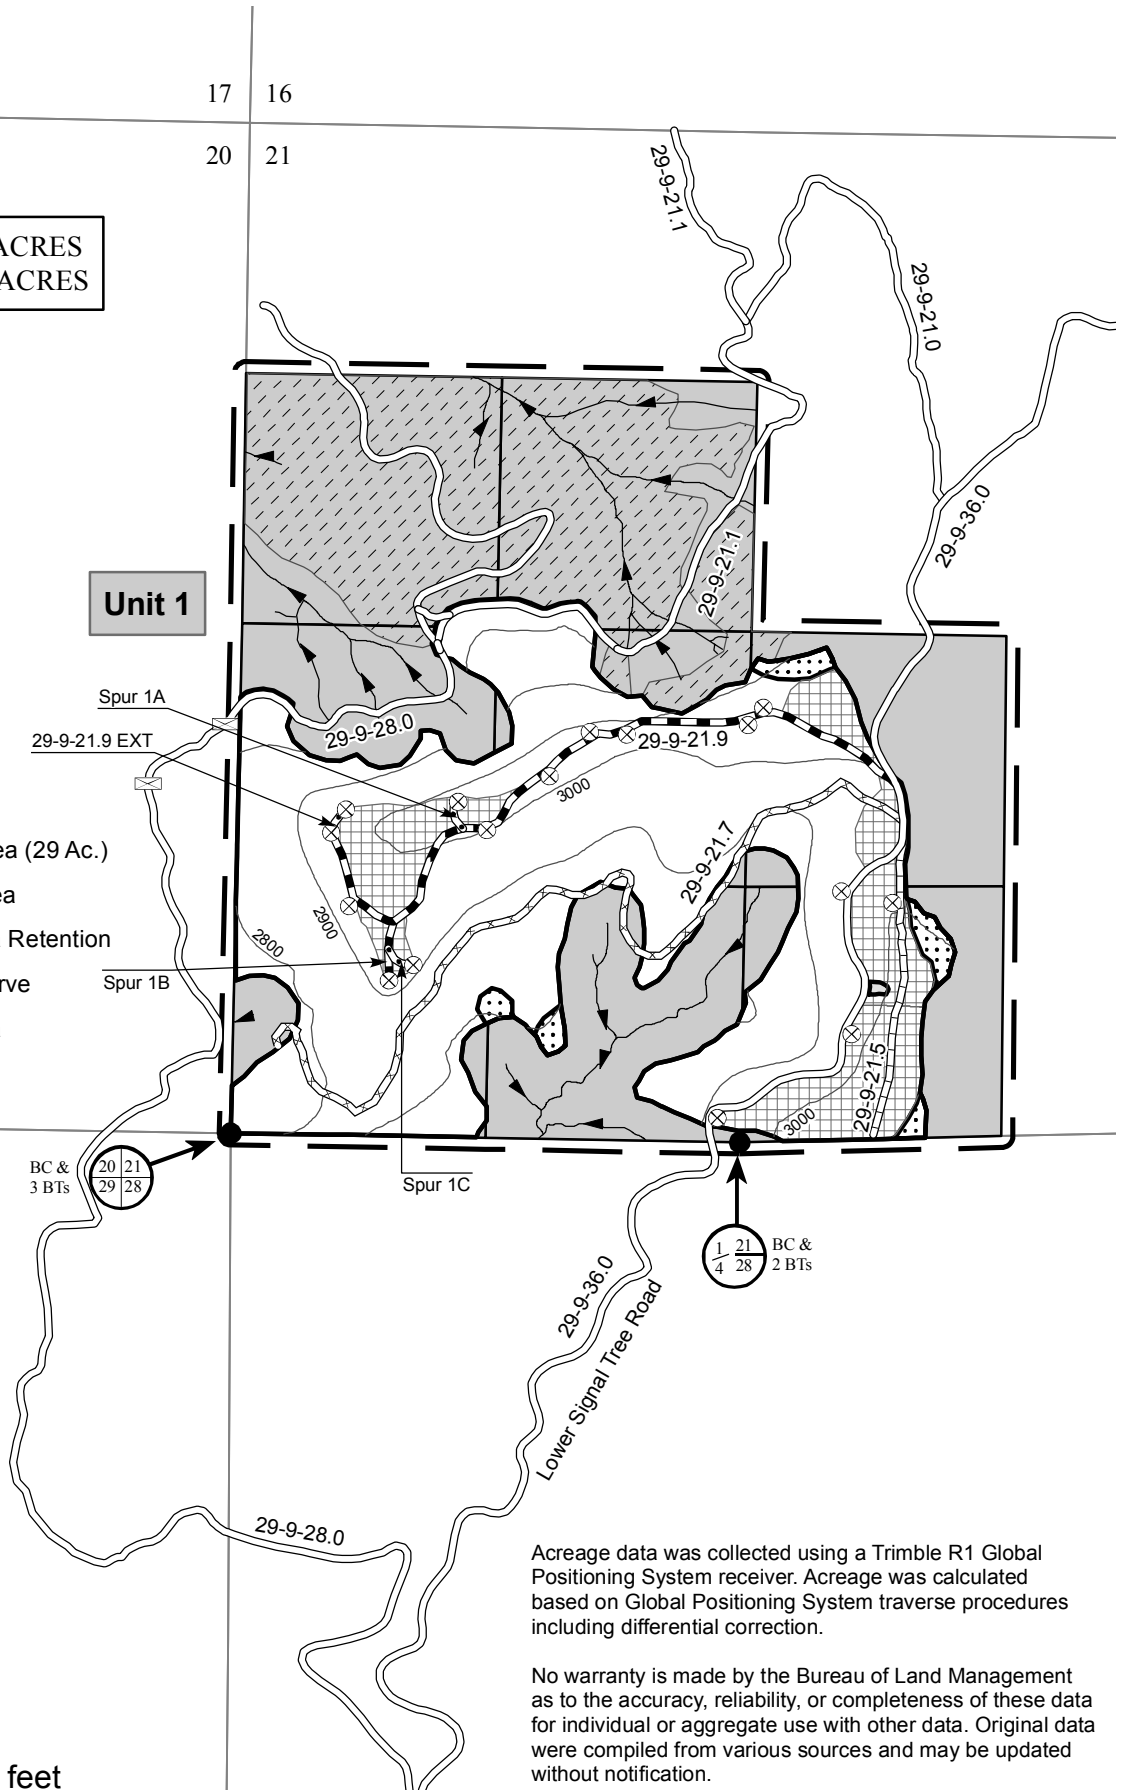 17 16
20 21
ACRES
ACRES
29-9-21.1
29-9-21.0
29-9-36.0
Unit 1
29-9-21.1
Spur 1A
29-9-28.0
29-9-21.9 EXT
29-9-21.9
3000
29-9-21.7
ea (29 Ac.)
ea
Retention
rve
2900
2800
Spur 1B
29-9-21.5
3000
BC &
3 BTs
20 21
29 28
Spur 1C
1/4 21
28
BC &
2 BTs
29-9-36.0
Lower Signal Tree Road
29-9-28.0
Acreage data was collected using a Trimble R1 Global
Positioning System receiver. Acreage was calculated
based on Global Positioning System traverse procedures
including differential correction.
No warranty is made by the Bureau of Land Management
as to the accuracy, reliability, or completeness of these data
for individual or aggregate use with other data. Original data
were compiled from various sources and may be updated
without notification.
feet